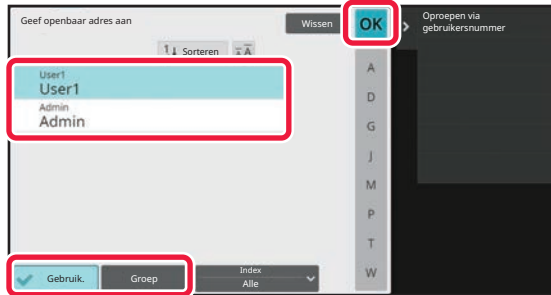 Geef openbaar adres aan
Wissen
OK
Oproepen via
gebruikersnummer
Sorteren
User1
User1
Admin
Admin
A
D
G
J
M
P
T
W
Gebruik.
Groep
Index
Alle